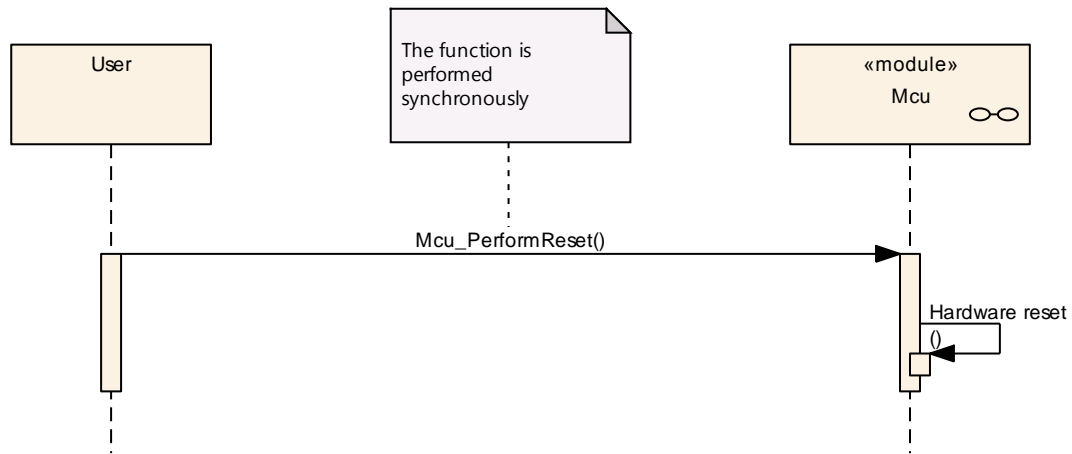 User
The function is
performed
synchronously
«module»
Mcu
Mcu_PerformReset()
Hardware reset
()